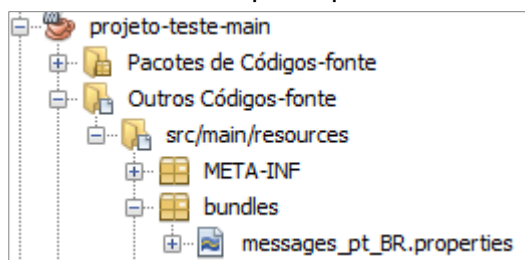 projeto-teste-main
Pacotes de Códigos-fonte
Outros Códigos-fonte
src/main/resources
META-INF
bundles
messages_pt_BR.properties